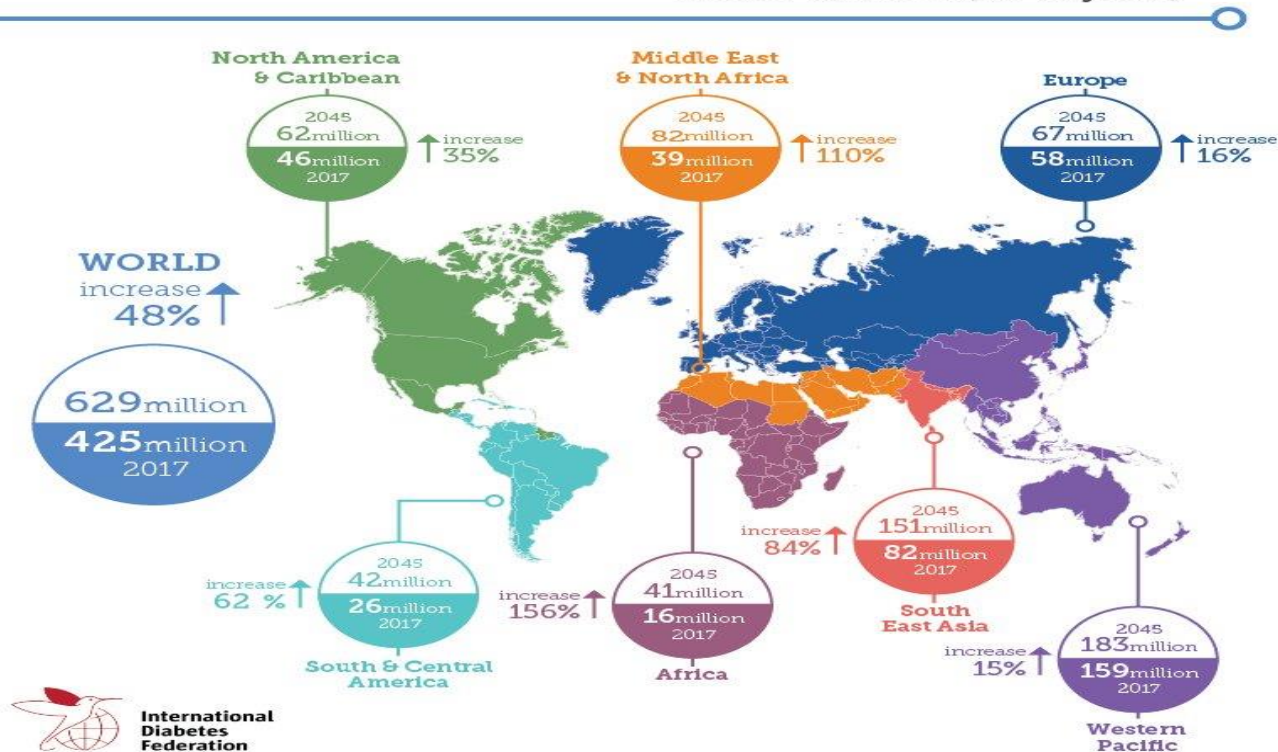 North America
& Caribbean
2045
62million
46million
2017
increase
35%
Middle East
& North Africa
2045
82million
39million
2017
increase
110%
Europe
2045
67million
58million
2017
increase
16%
WORLD
increase
48%
629million
425million
2017
increase
62 %
2045
42million
26million
2017
South & Central
America
increase
156%
2045
41million
16million
2017
Africa
increase
84%
2045
151million
82million
2017
South
East Asia
increase
15%
2045
183million
159million
2017
Western
Pacific
International
Diabetes
Federation